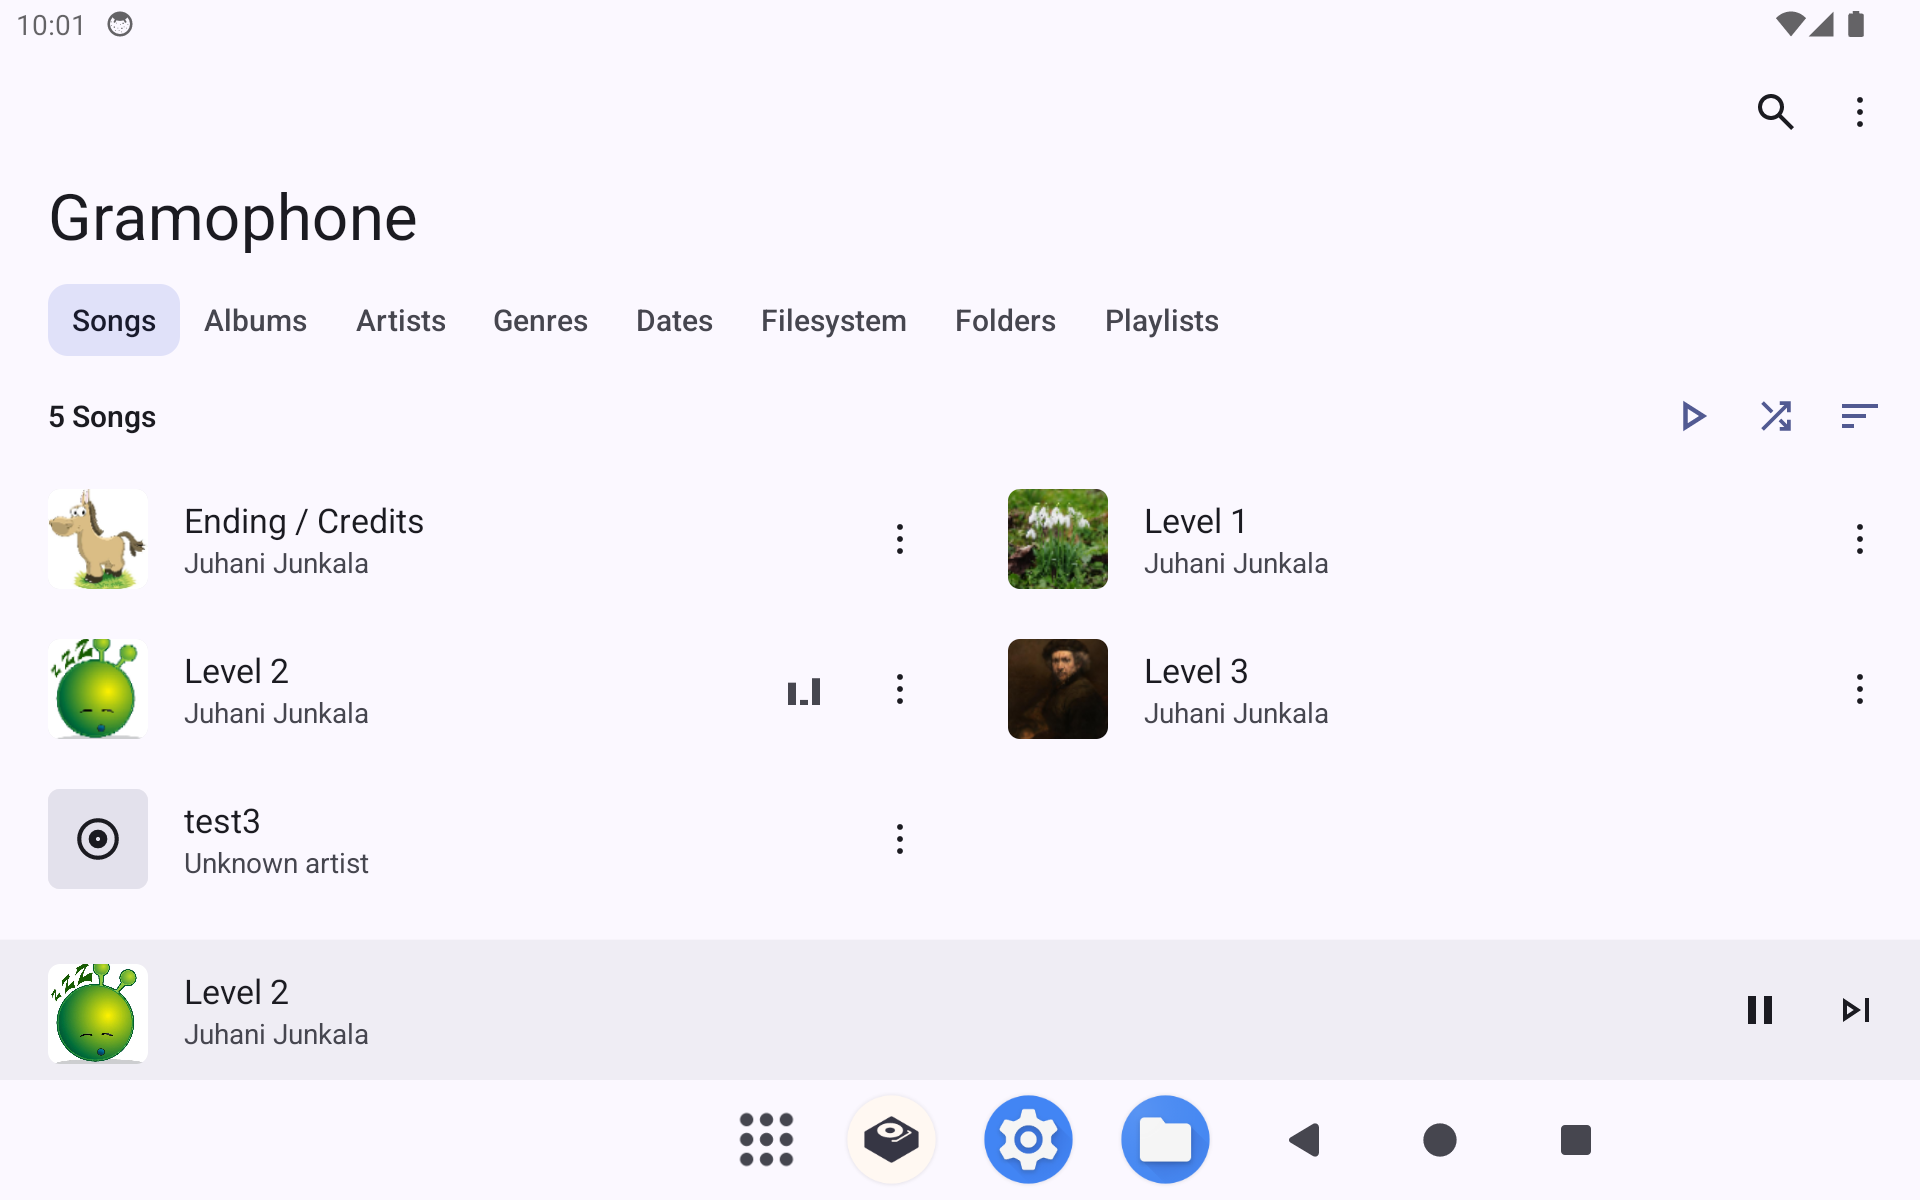 10:01
Gramophone
Songs Albums Artists Genres Dates Filesystem Folders Playlists
5 Songs
Ending / Credits
Juhani Junkala
Level 1
Juhani Junkala
Level 2
Juhani Junkala
Level 3
Juhani Junkala
test3
Unknown artist
Level 2
Juhani Junkala